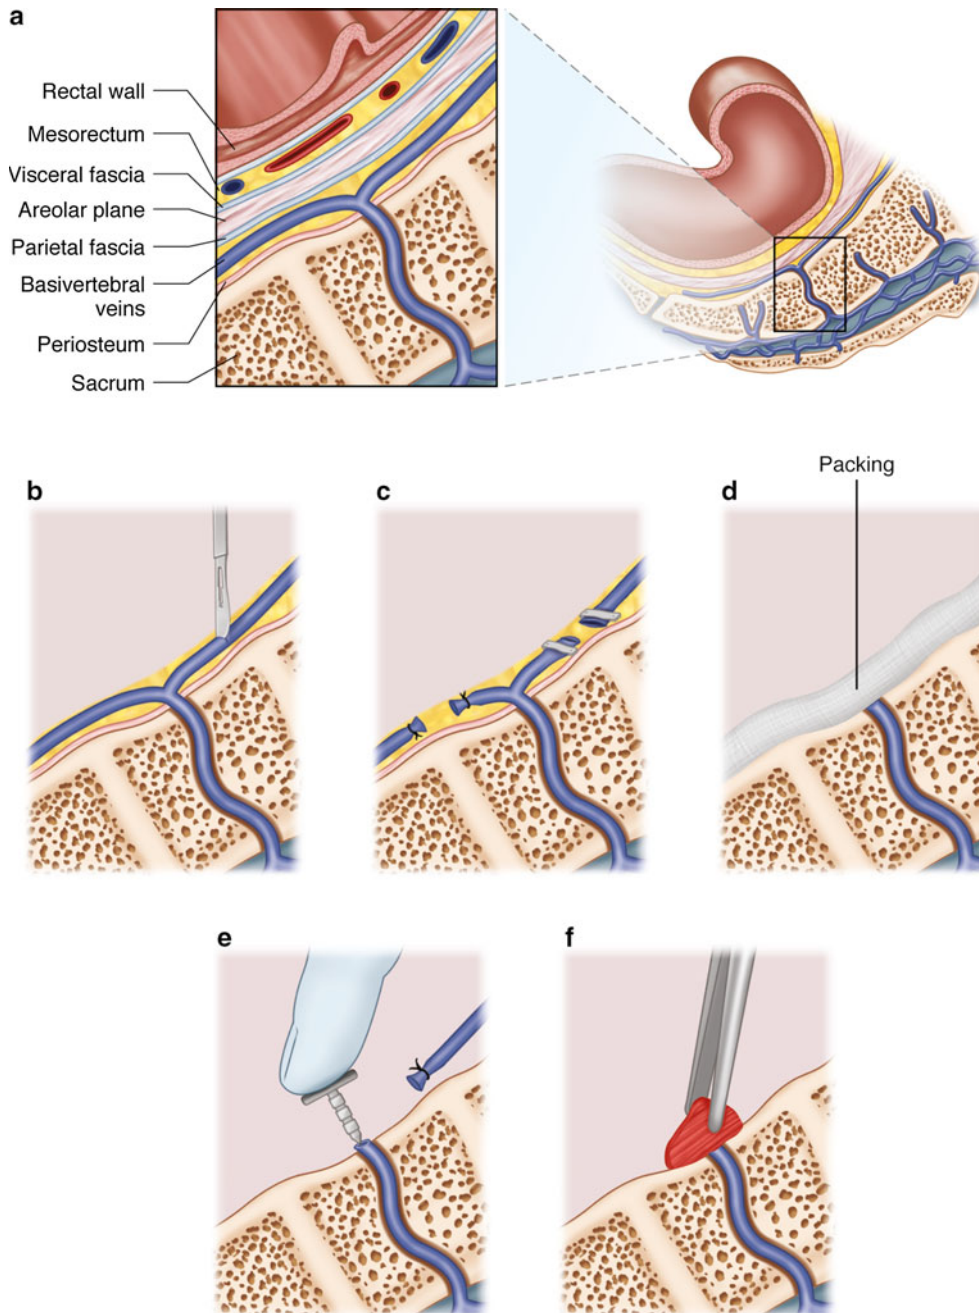 a
Rectal wall
Mesorectum
Visceral fascia
Areolar plane
Parietal fascia
Basivertebral
veins
Periosteum
Sacrum
b
c
d
Packing
e
f